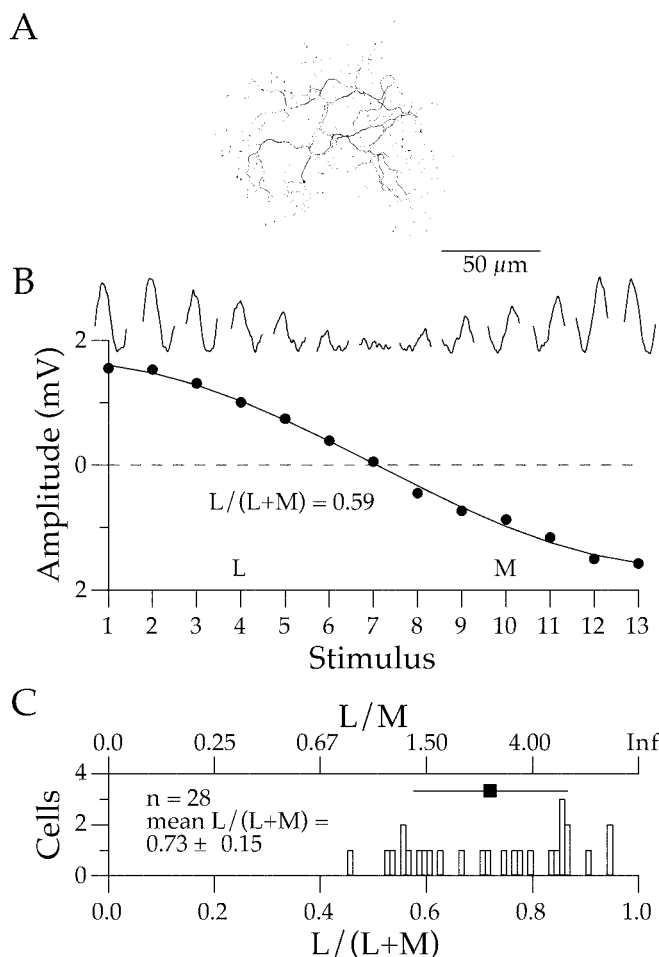 A
50 µm
B
2
0
2
Amplitude (mV)
L/(L+M) = 0.59
L
M
1 2 3 4 5 6 7 8 9 10 11 12 13
Stimulus
C
L/M
0.0 0.25 0.67 1.50 4.00 Inf
4
2
0
Cells
n = 28
mean L/(L+M) =
0.73 ± 0.15
0.0 0.2 0.4 0.6 0.8 1.0
L/(L+M)